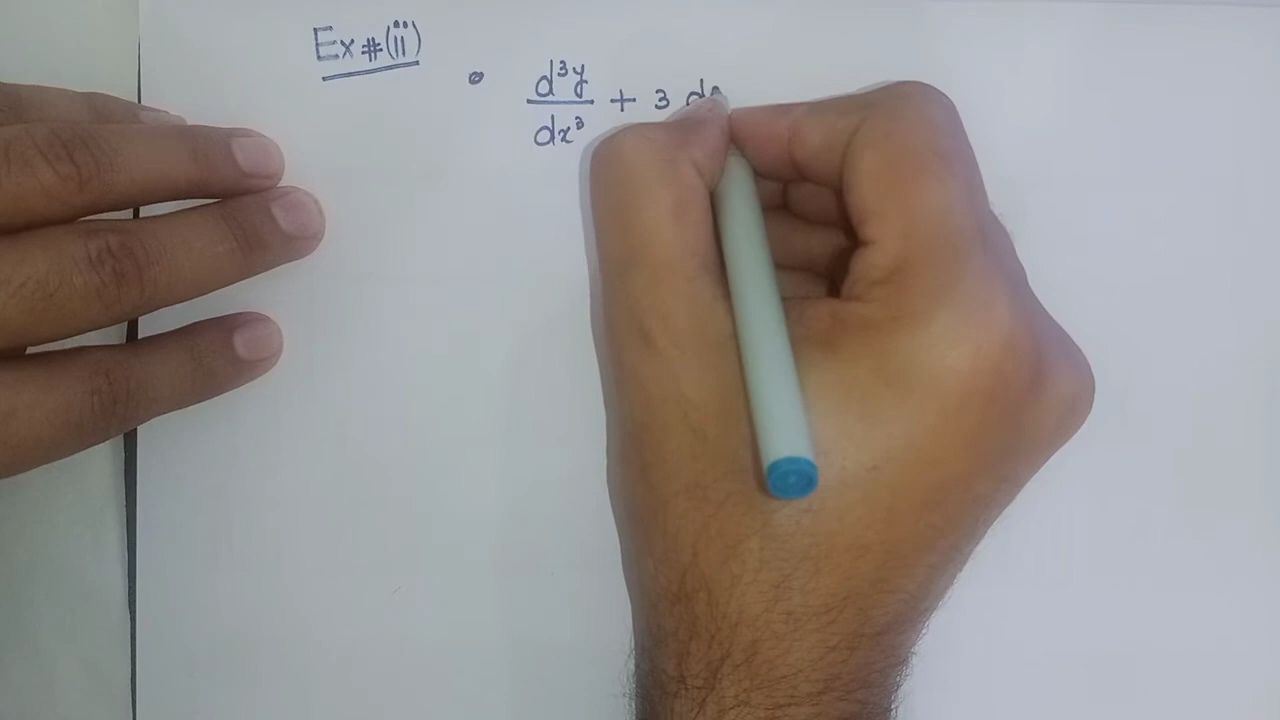 Ex #(ii)
• d³y/dx³ + 3 d